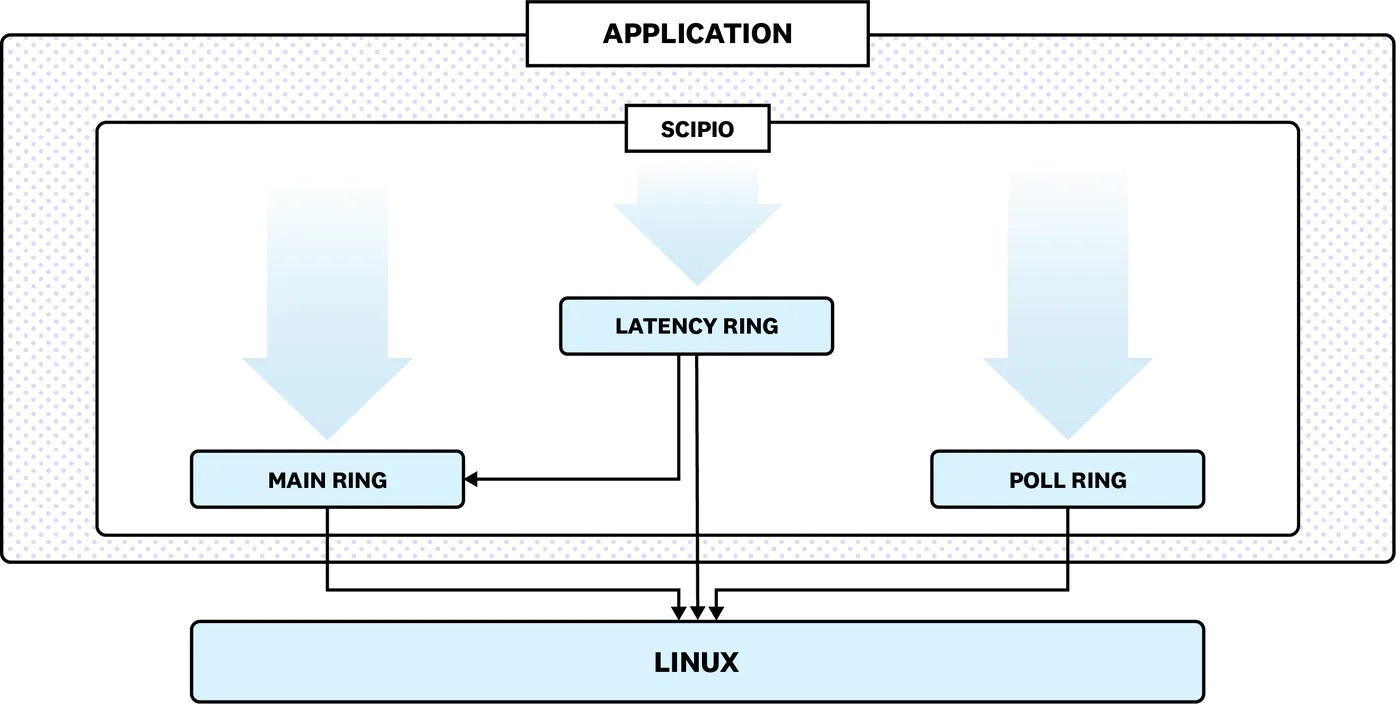 APPLICATION
SCIPIO
LATENCY RING
MAIN RING
POLL RING
LINUX